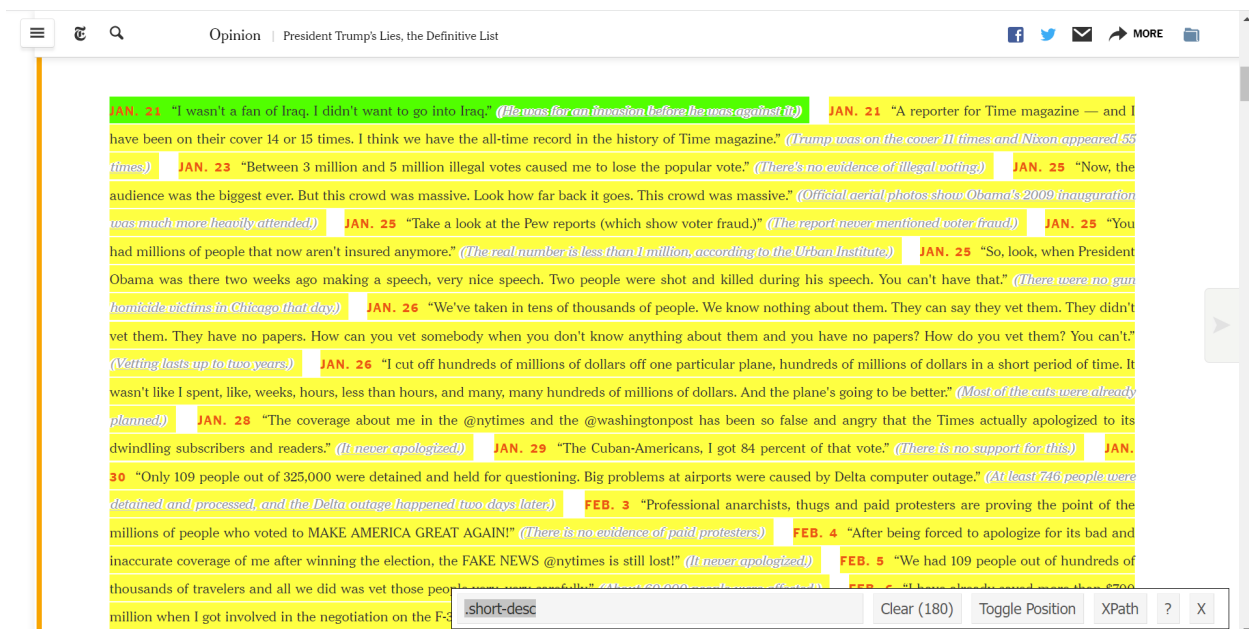 Opinion | President Trump's Lies, the Definitive List MORE
JAN. 21 “I wasn't a fan of Iraq. I didn't want to go into Iraq.” (He was for an invasion before he was against it.) JAN. 21 “A reporter for Time magazine — and I
have been on their cover 14 or 15 times. I think we have the all-time record in the history of Time magazine.” (Trump was on the cover 11 times and Nixon appeared 55
times.) JAN. 23 “Between 3 million and 5 million illegal votes caused me to lose the popular vote.” (There's no evidence of illegal voting.) JAN. 25 “Now, the
audience was the biggest ever. But this crowd was massive. Look how far back it goes. This crowd was massive.” (Official aerial photos show Obama's 2009 inauguration
was much more heavily attended.) JAN. 25 “Take a look at the Pew reports (which show voter fraud.)” (The report never mentioned voter fraud.) JAN. 25 “You
had millions of people that now aren't insured anymore.” (The real number is less than 1 million, according to the Urban Institute.) JAN. 25 “So, look, when President
Obama was there two weeks ago making a speech, very nice speech. Two people were shot and killed during his speech. You can't have that.” (There were no gun
homicide victims in Chicago that day.) JAN. 26 “We've taken in tens of thousands of people. We know nothing about them. They can say they vet them. They didn't
vet them. They have no papers. How can you vet somebody when you don't know anything about them and you have no papers? How do you vet them? You can't.”
(Vetting lasts up to two years.) JAN. 26 “I cut off hundreds of millions of dollars off one particular plane, hundreds of millions of dollars in a short period of time. It
wasn't like I spent, like, weeks, hours, less than hours, and many, many hundreds of millions of dollars. And the plane's going to be better.” (Most of the cuts were already
planned.) JAN. 28 “The coverage about me in the @nytimes and the @washingtonpost has been so false and angry that the Times actually apologized to its
dwindling subscribers and readers.” (It never apologized.) JAN. 29 “The Cuban-Americans, I got 84 percent of that vote.” (There is no support for this.) JAN.
30 “Only 109 people out of 325,000 were detained and held for questioning. Big problems at airports were caused by Delta computer outage.” (At least 746 people were
detained and processed, and the Delta outage happened two days later.) FEB. 3 “Professional anarchists, thugs and paid protesters are proving the point of the
millions of people who voted to MAKE AMERICA GREAT AGAIN!” (There is no evidence of paid protesters.) FEB. 4 “After being forced to apologize for its bad and
inaccurate coverage of me after winning the election, the FAKE NEWS @nytimes is still lost!” (It never apologized.) FEB. 5 “We had 109 people out of hundreds of
thousands of travelers and all we did was vet those
million when I got involved in the negotiation on the
.short-desc Clear (180) Toggle Position XPath ? X